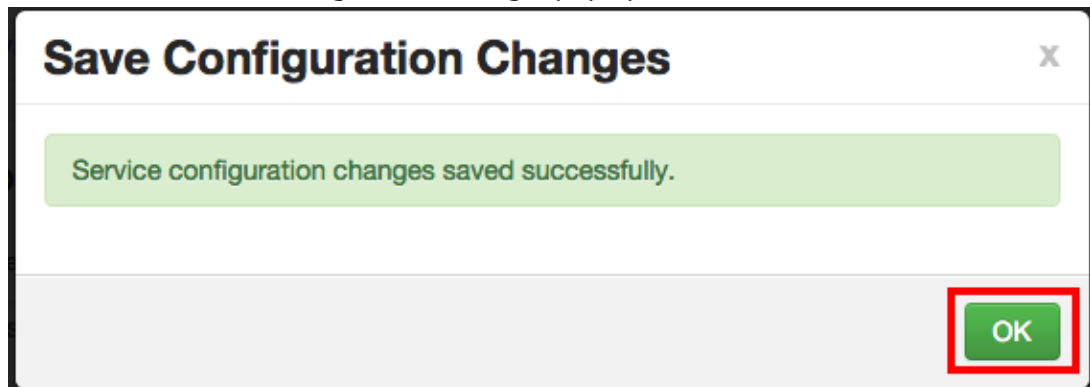 Save Configuration Changes
x
Service configuration changes saved successfully.
OK